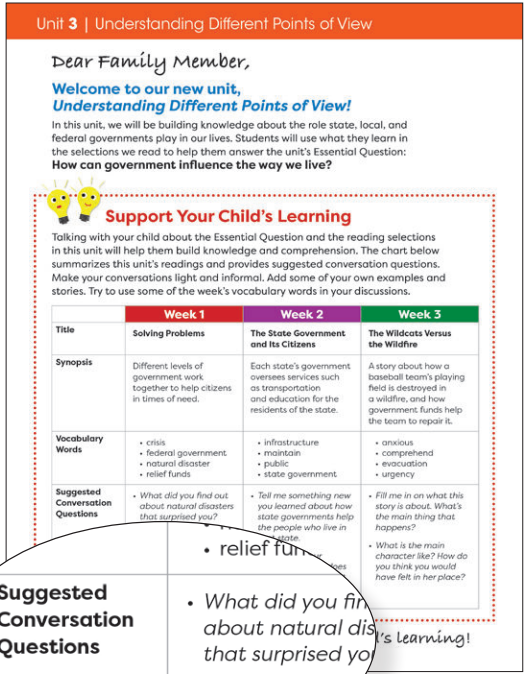 Unit 3 | Understanding Different Points of View
Dear Family Member,
Welcome to our new unit,
Understanding Different Points of View!
In this unit, we will be building knowledge about the role state, local, and
federal governments play in our lives. Students will use what they learn in
the selections we read to help them answer the unit's Essential Question:
How can government influence the way we live?
Support Your Child's Learning
Talking with your child about the Essential Question and the reading selections
in this unit will help them build knowledge and comprehension. The chart below
summarizes this unit's readings and provides suggested conversation questions.
Make your conversations light and informal. Add some of your own examples and
stories. Try to use some of the week's vocabulary words in your discussions.
Week 1 Week 2 Week 3
Title
Solving Problems
The State Government
and Its Citizens
The Wildcats Versus
the Wildfire
Synopsis
Different levels of
government work
together to help citizens
in times of need.
Each state's government
oversees services such
as transportation
and education for the
residents of the state.
A story about how a
baseball team's playing
field is destroyed in
a wildfire, and how
government funds help
the team to repair it.
Vocabulary
Words
• crisis
• federal government
• natural disaster
• relief funds
• infrastructure
• maintain
• public
• state government
• anxious
• comprehend
• evacuation
• urgency
Suggested
Conversation
Questions
• What did you find out
about natural disasters
that surprised you?
• Tell me something new
you learned about how
state governments help
the people who live in
state.
does
• Fill me in on what this
story is about. What's
the main thing that
happens?
• What is the main
character like? How do
you think you would
have felt in her place?
's learning!
• relief fun
Suggested
Conversation
Questions
• What did you fin
about natural dis
that surprised yo